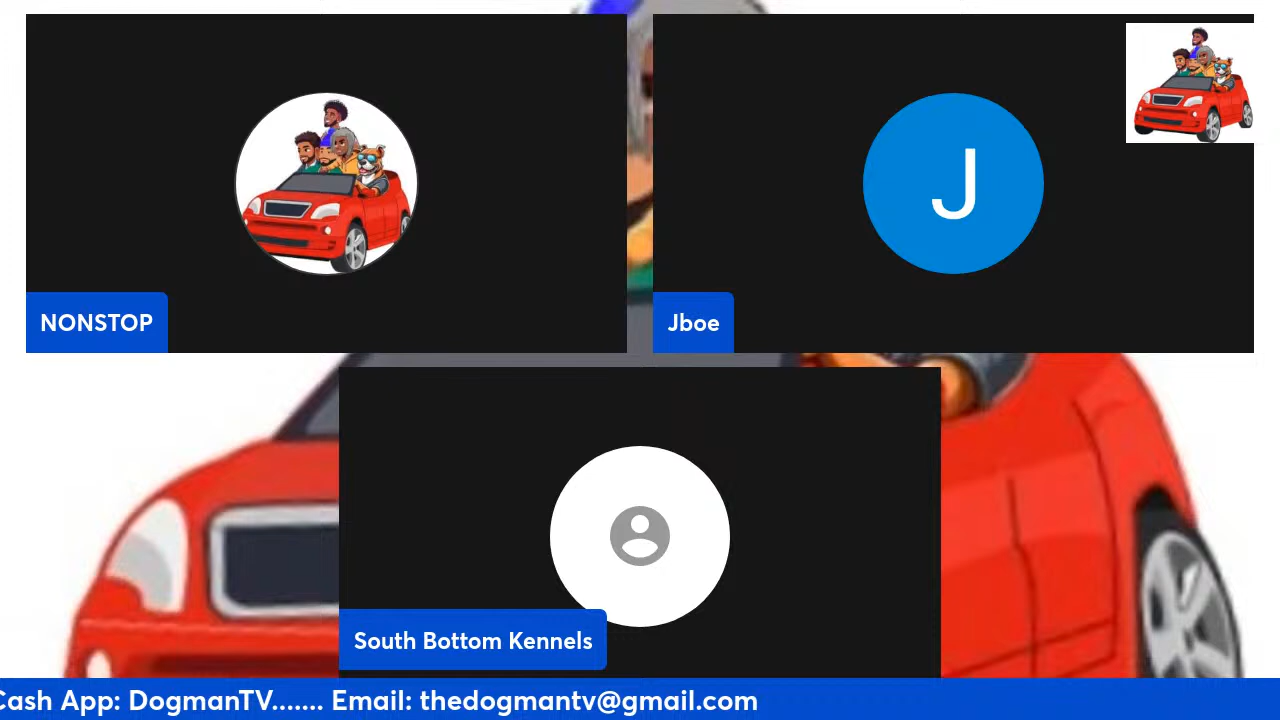 NONSTOP
J
Jboe
South Bottom Kennels
Cash App: DogmanTV....... Email: thedogmantv@gmail.com